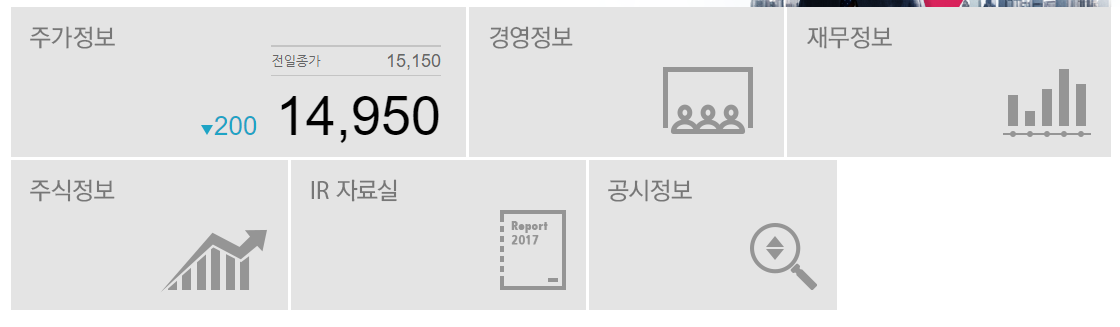 주가정보
전일종가 15,150
▼200 14,950
경영정보
재무정보
주식정보
IR 자료실
Report
2017
공시정보